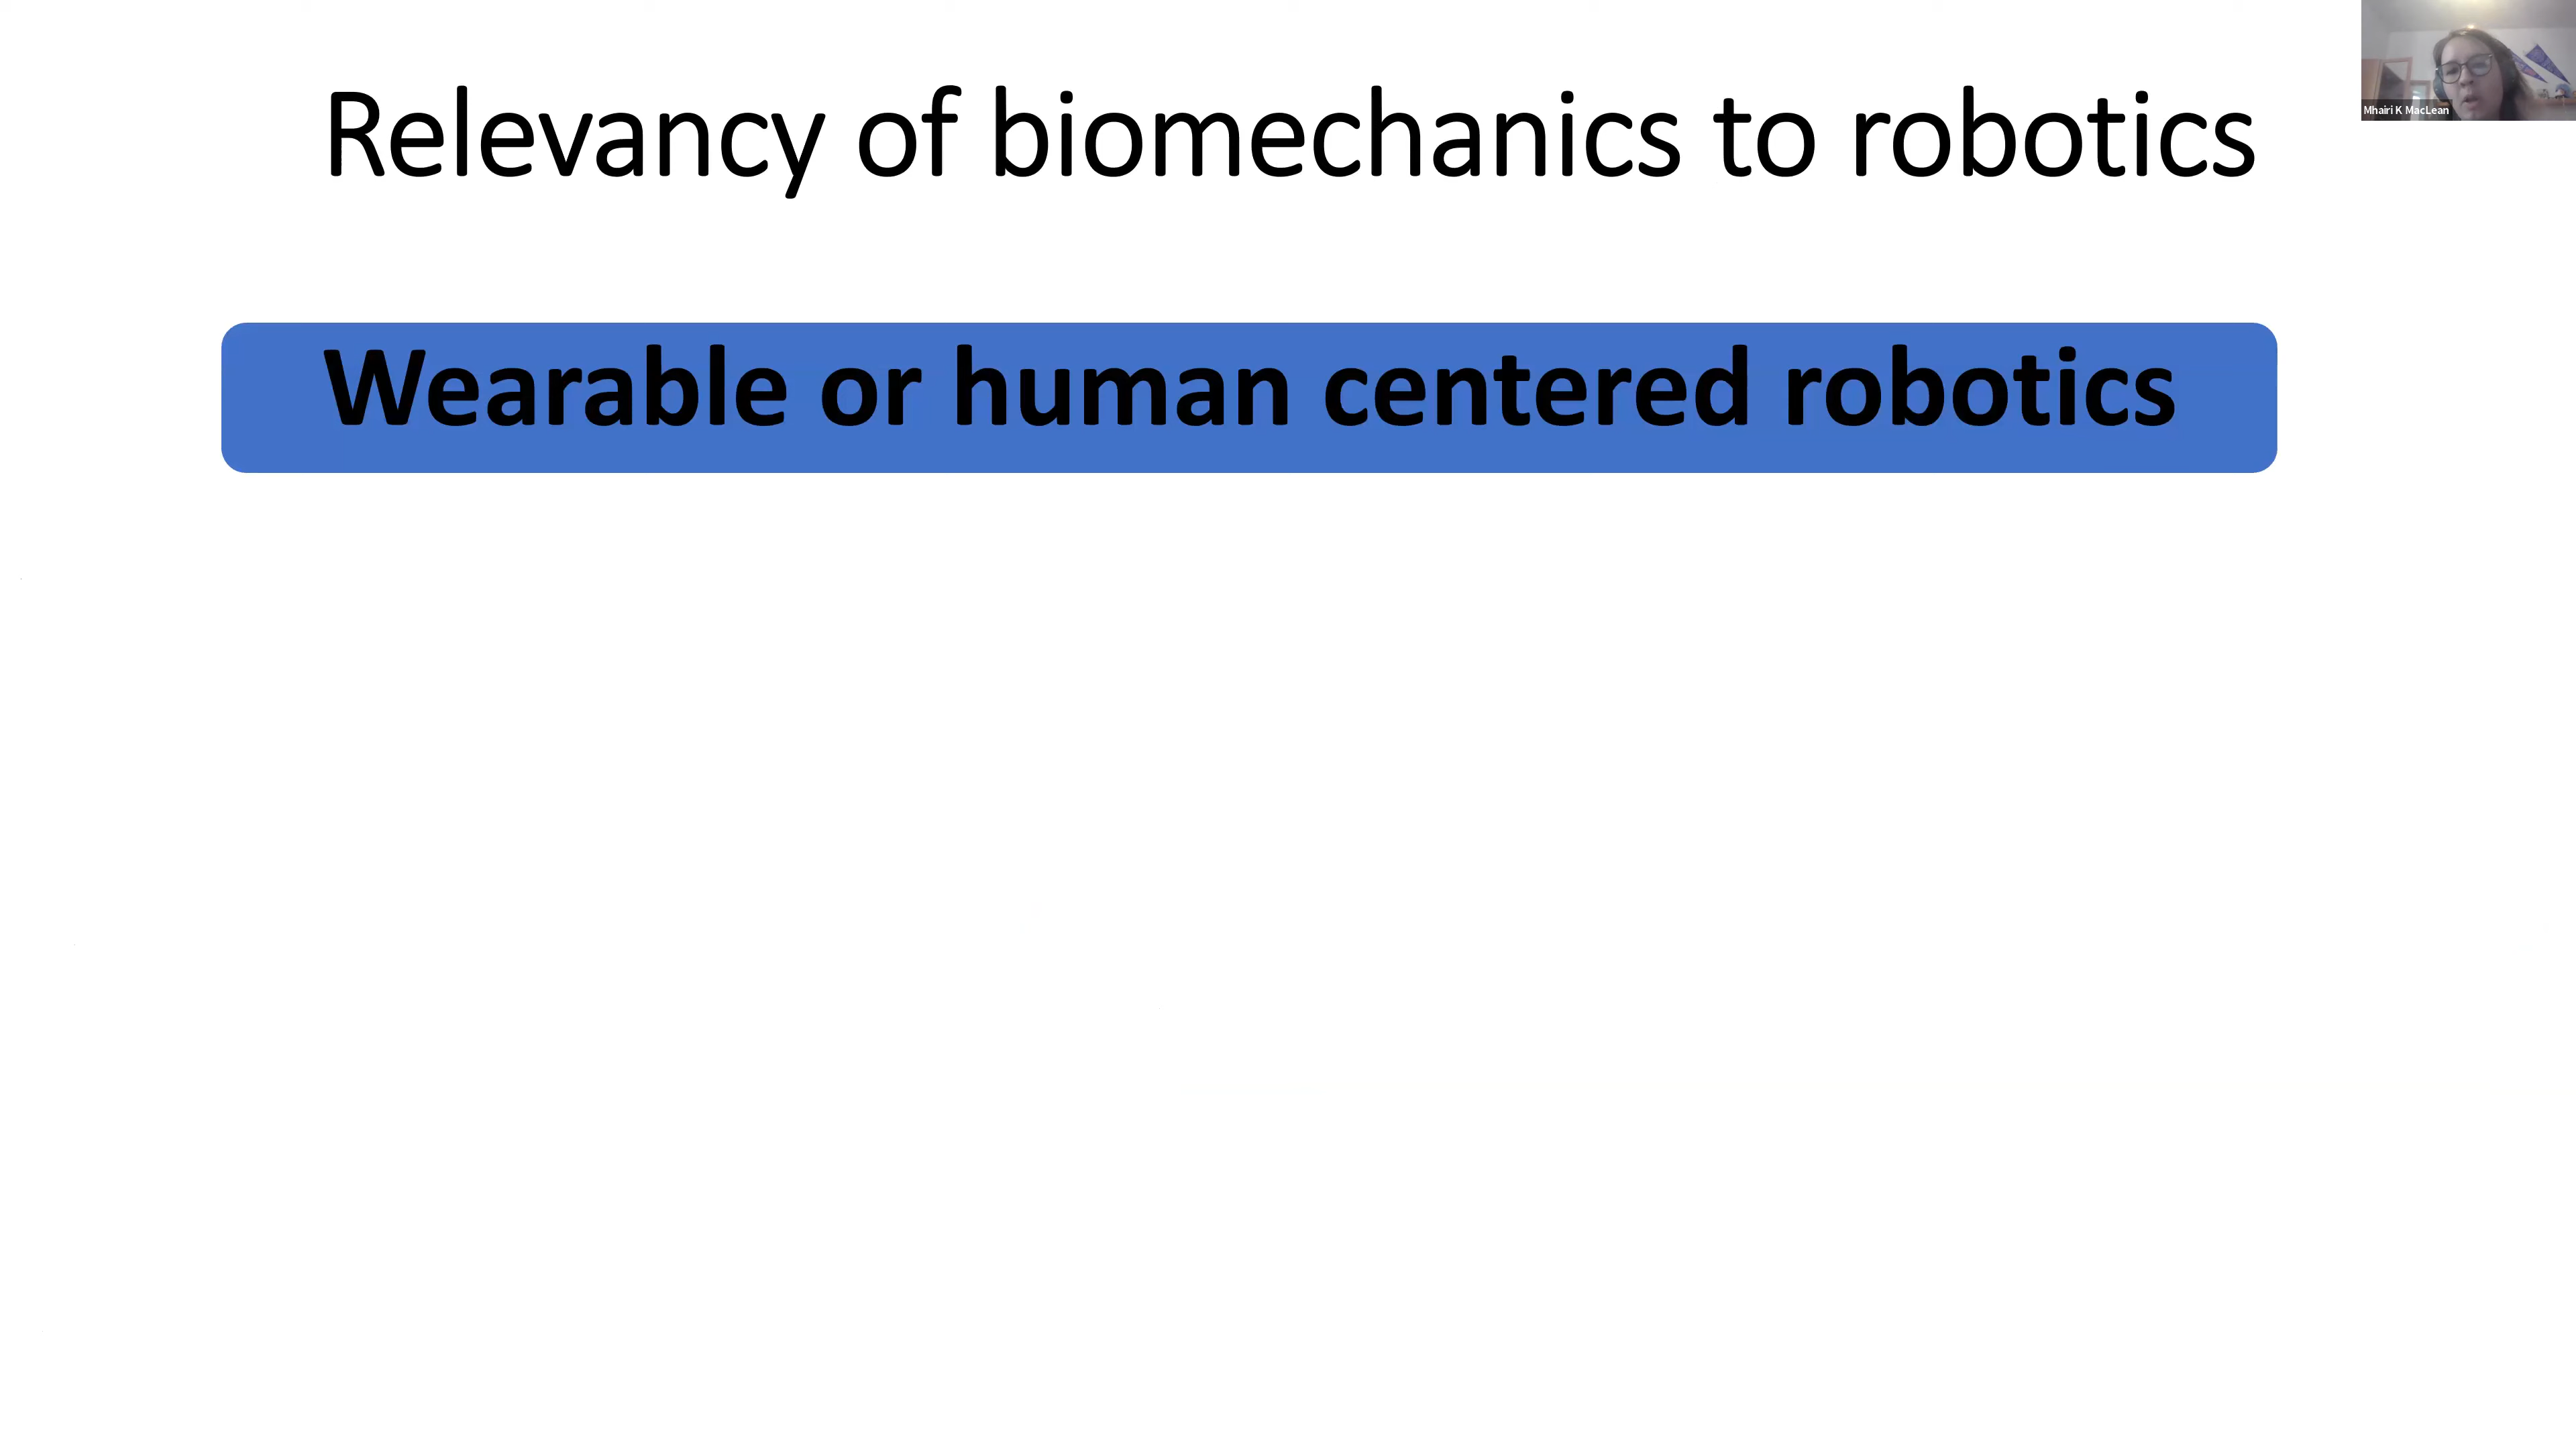 Relevancy of biomechanics to robotics
Mhairi K MacLean
Wearable or human centered robotics